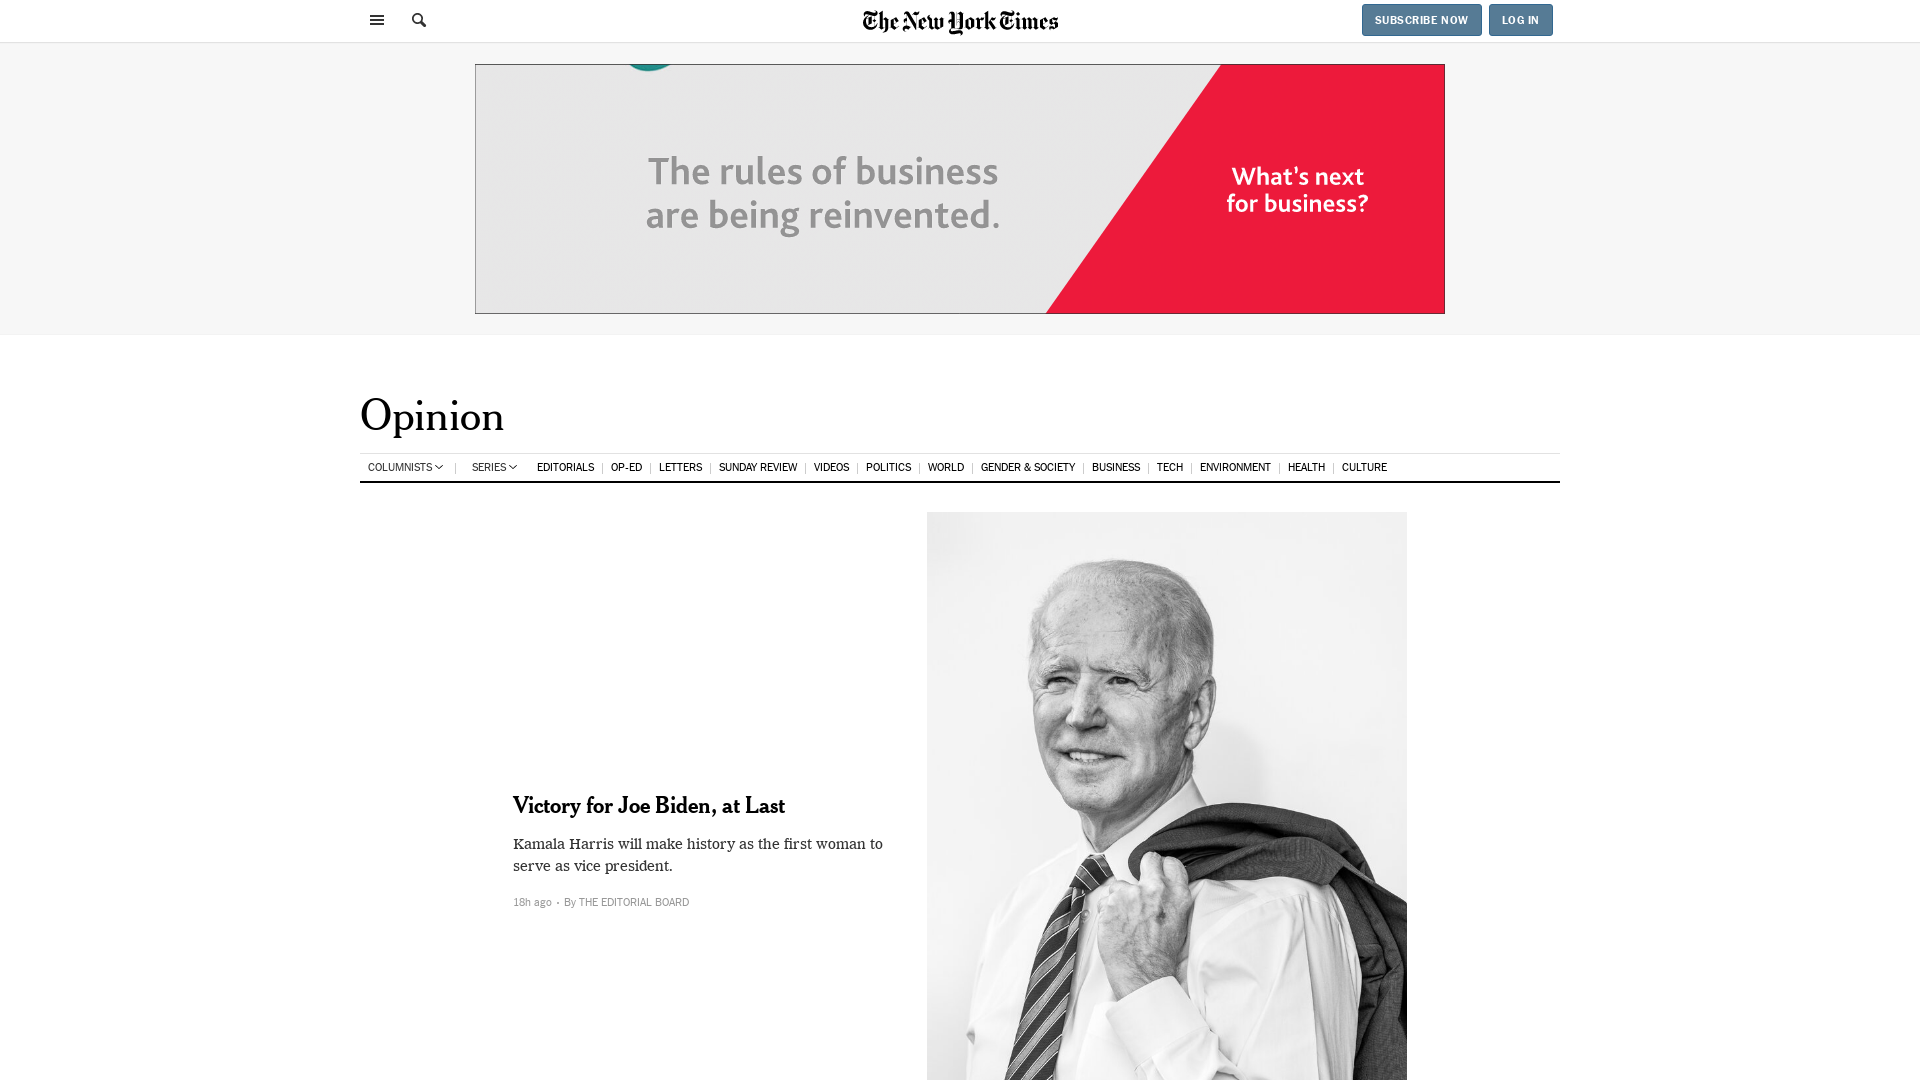 The New York Times
SUBSCRIBE NOW
LOG IN
The rules of business
are being reinvented.
What's next
for business?
Opinion
COLUMNISTS SERIES EDITORIALS OP-ED LETTERS SUNDAY REVIEW VIDEOS POLITICS WORLD GENDER & SOCIETY BUSINESS TECH ENVIRONMENT HEALTH CULTURE
Victory for Joe Biden, at Last
Kamala Harris will make history as the first woman to
serve as vice president.
18h ago • By THE EDITORIAL BOARD